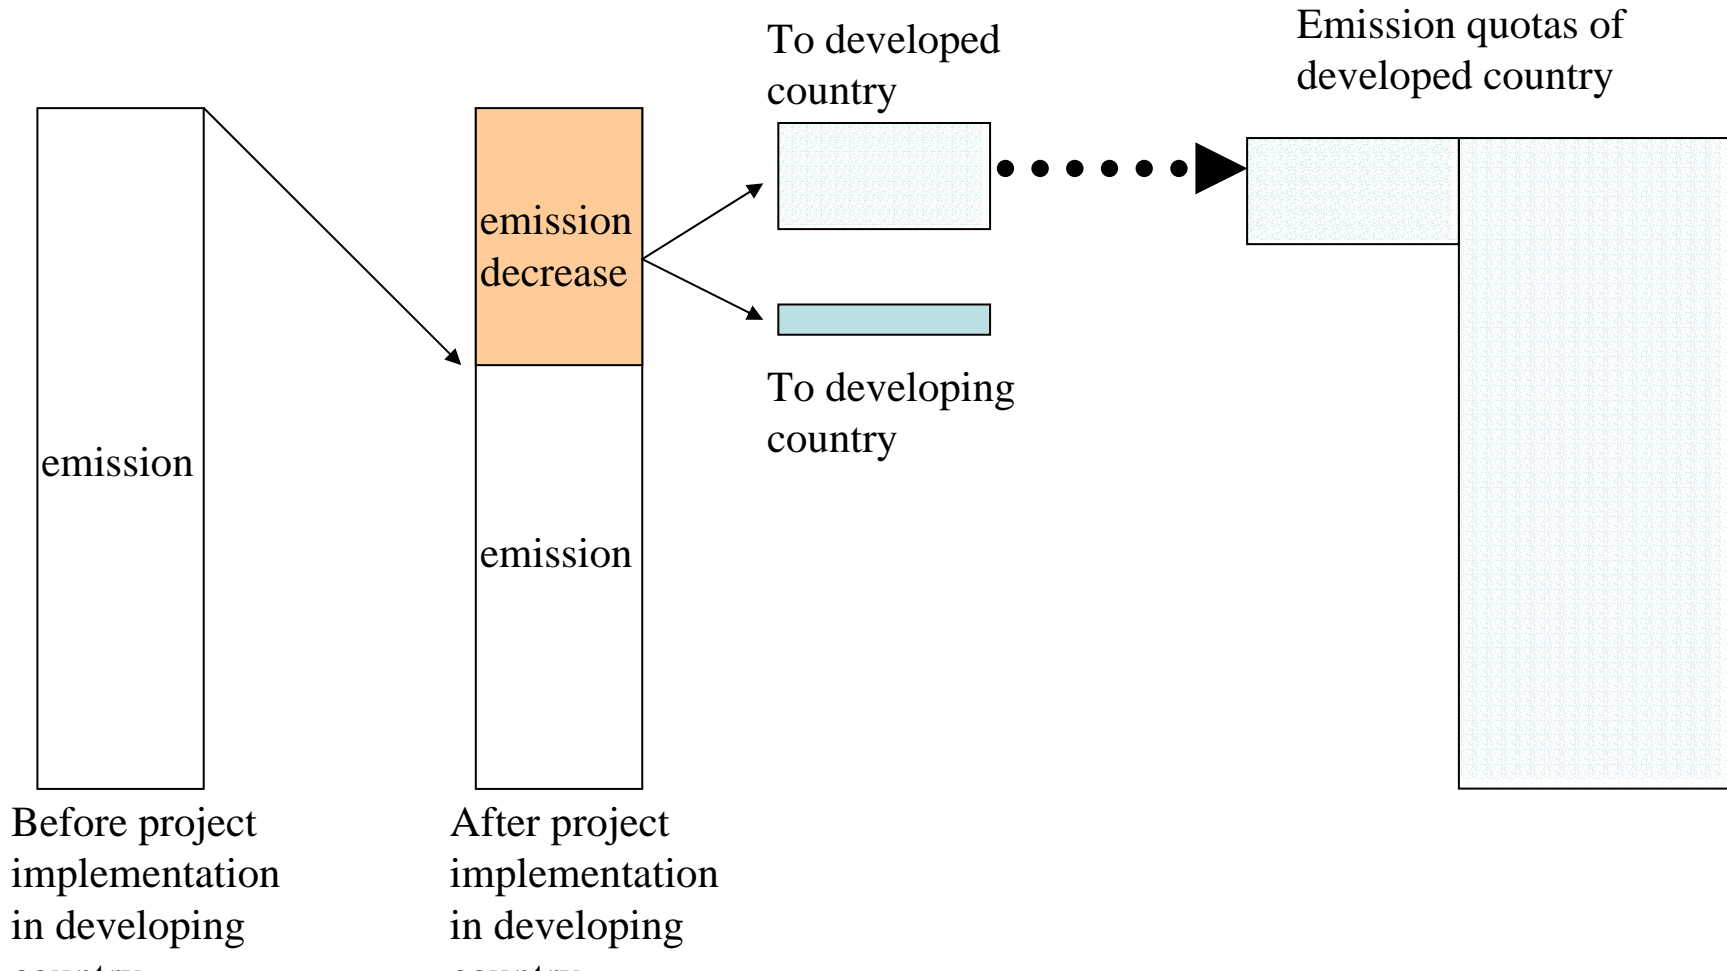 To developed
country
Emission quotas of
developed country
emission
decrease
To developing
country
emission
emission
Before project
implementation
in developing
After project
implementation
in developing